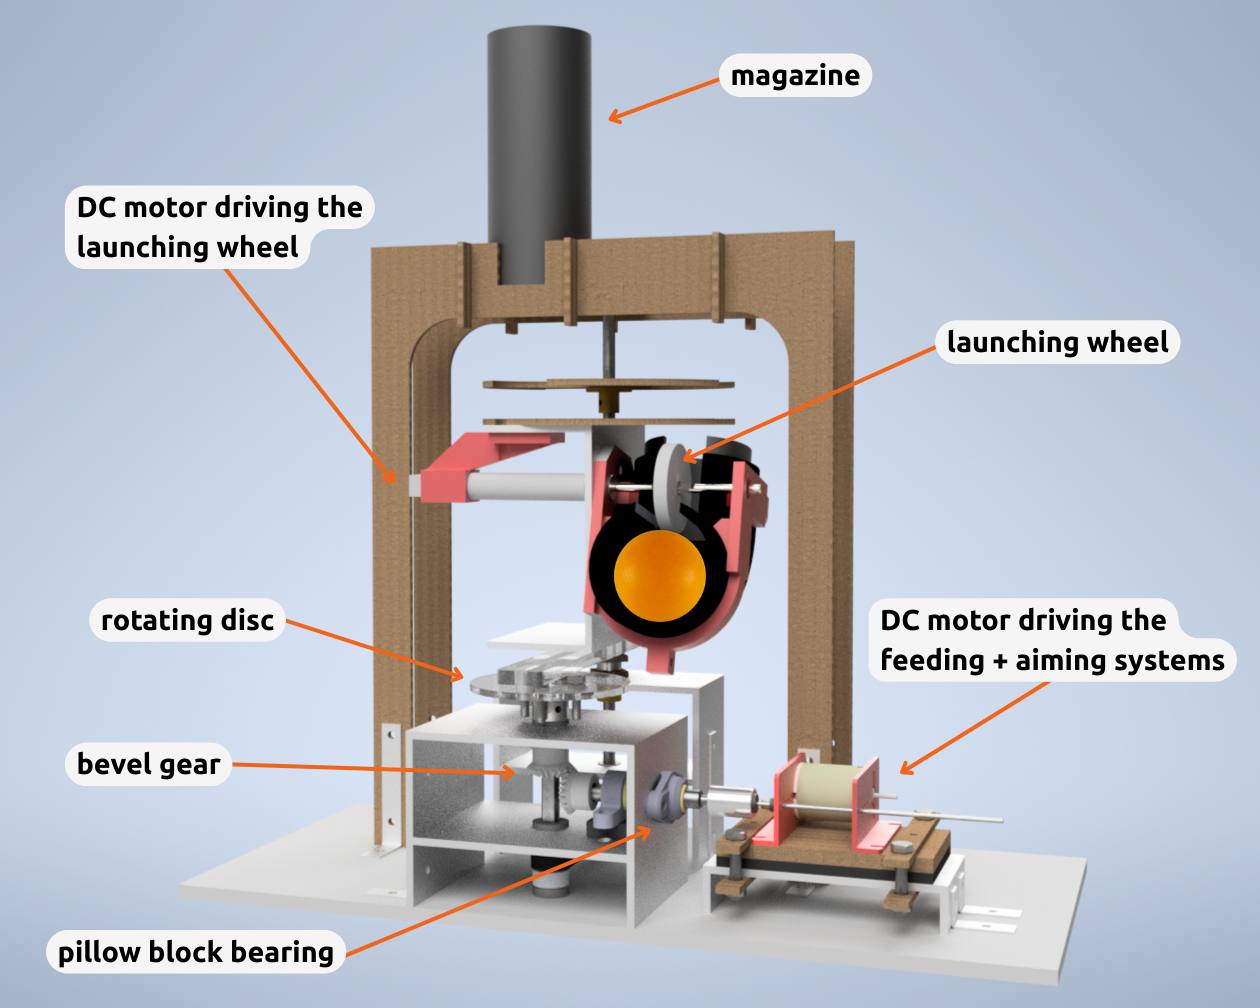 magazine
DC motor driving the
launching wheel
launching wheel
rotating disc
DC motor driving the
feeding + aiming systems
bevel gear
pillow block bearing